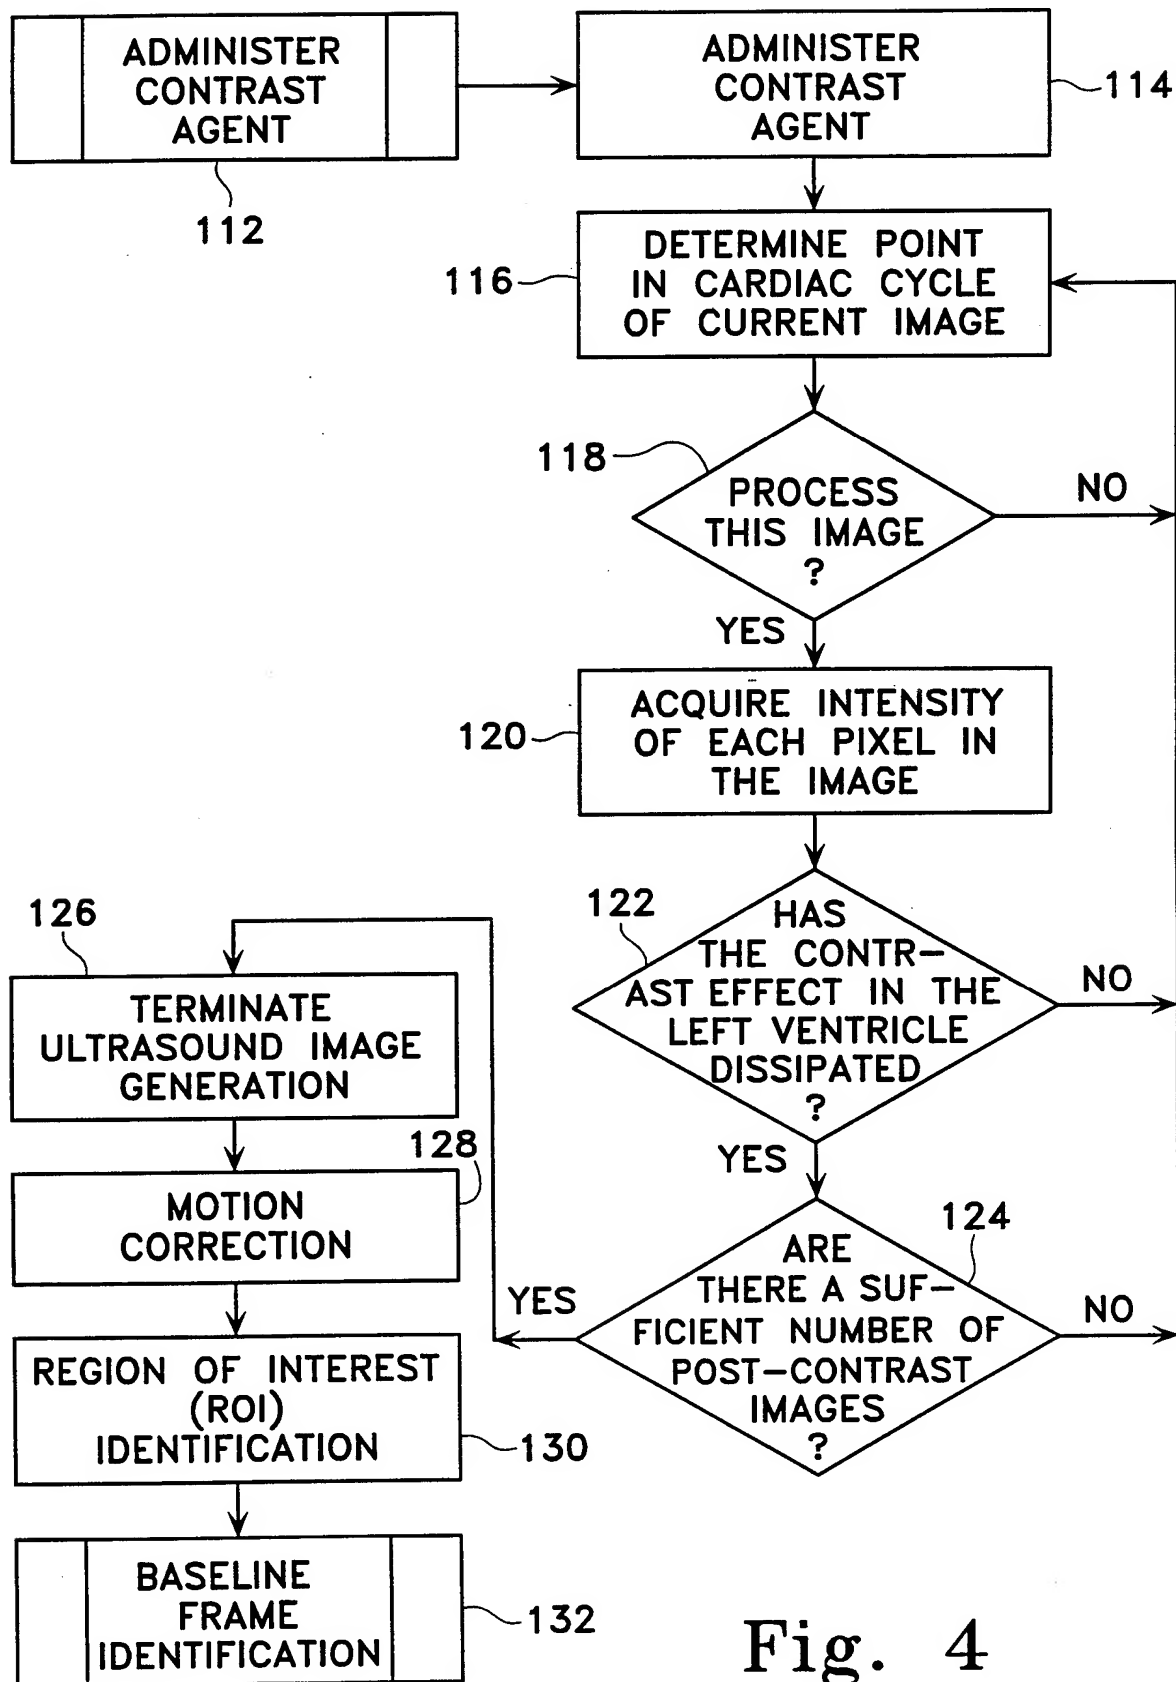 ADMINISTER
CONTRAST
AGENT
112
ADMINISTER
CONTRAST
AGENT
114
DETERMINE POINT
IN CARDIAC CYCLE
OF CURRENT IMAGE
116
118
PROCESS
THIS IMAGE
?
NO
YES
ACQUIRE INTENSITY
OF EACH PIXEL IN
THE IMAGE
120
122
HAS
THE CONTR-
AST EFFECT IN THE
LEFT VENTRICLE
DISSIPATED
?
NO
YES
124
ARE
THERE A SUF-
FICIENT NUMBER OF
POST-CONTRAST
IMAGES
?
NO
YES
126
TERMINATE
ULTRASOUND IMAGE
GENERATION
128
MOTION
CORRECTION
REGION OF INTEREST
(ROI)
IDENTIFICATION
130
BASELINE
FRAME
IDENTIFICATION
132
Fig. 4